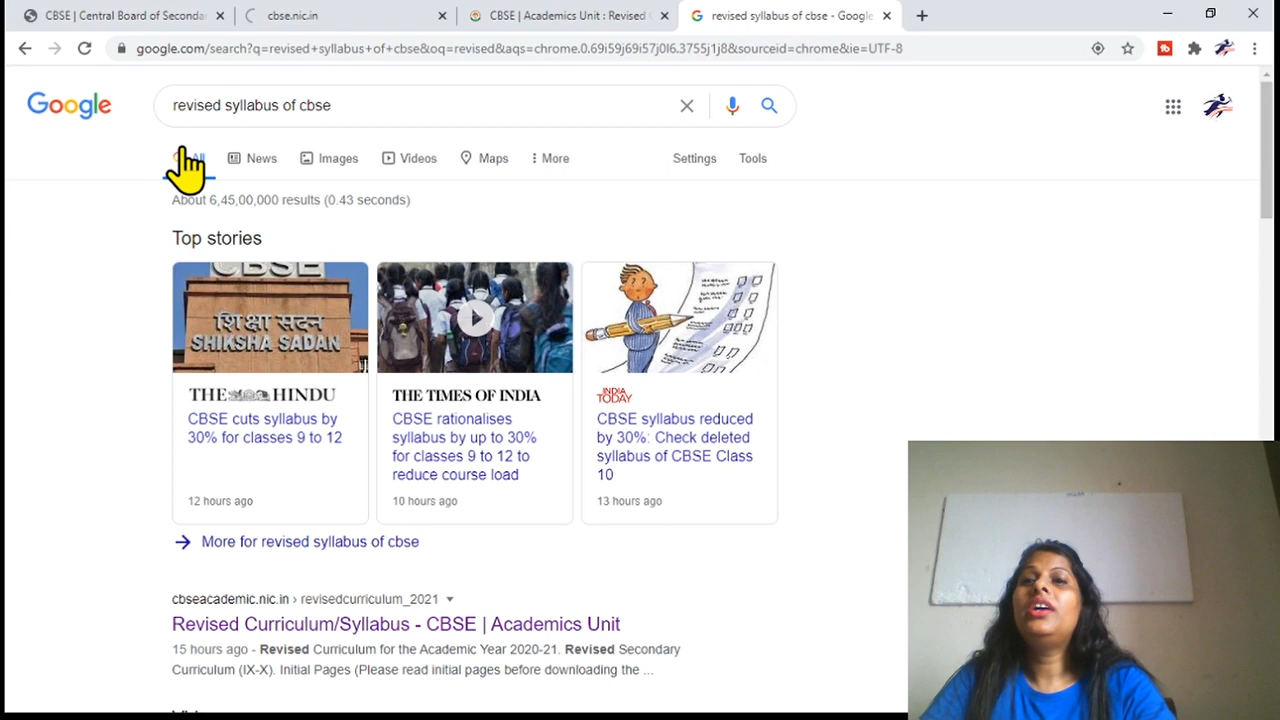 CBSE | Central Board of Seconda
cbse.nic.in
CBSE | Academics Unit : Revised
revised syllabus of cbse - Google
google.com/search?q=revised+syllabus+of+cbse&oq=revised&aqs=chrome.0.69i59j69i57j0l6.3755j1j8&sourceid=chrome&ie=UTF-8
Google
revised syllabus of cbse
All
News
Images
Videos
Maps
More
Settings
Tools
About 6,45,00,000 results (0.43 seconds)
Top stories
CBSE
शिक्षा सदन
SHIKSHA SADAN
THE HINDU
CBSE cuts syllabus by
30% for classes 9 to 12
12 hours ago
THE TIMES OF INDIA
CBSE rationalises
syllabus by up to 30%
for classes 9 to 12 to
reduce course load
10 hours ago
INDIA
TODAY
CBSE syllabus reduced
by 30%: Check deleted
syllabus of CBSE Class
10
13 hours ago
More for revised syllabus of cbse
cbseacademic.nic.in › revisedcurriculum_2021
Revised Curriculum/Syllabus - CBSE | Academics Unit
15 hours ago - Revised Curriculum for the Academic Year 2020-21. Revised Secondary
Curriculum (IX-X). Initial Pages (Please read initial pages before downloading the ...